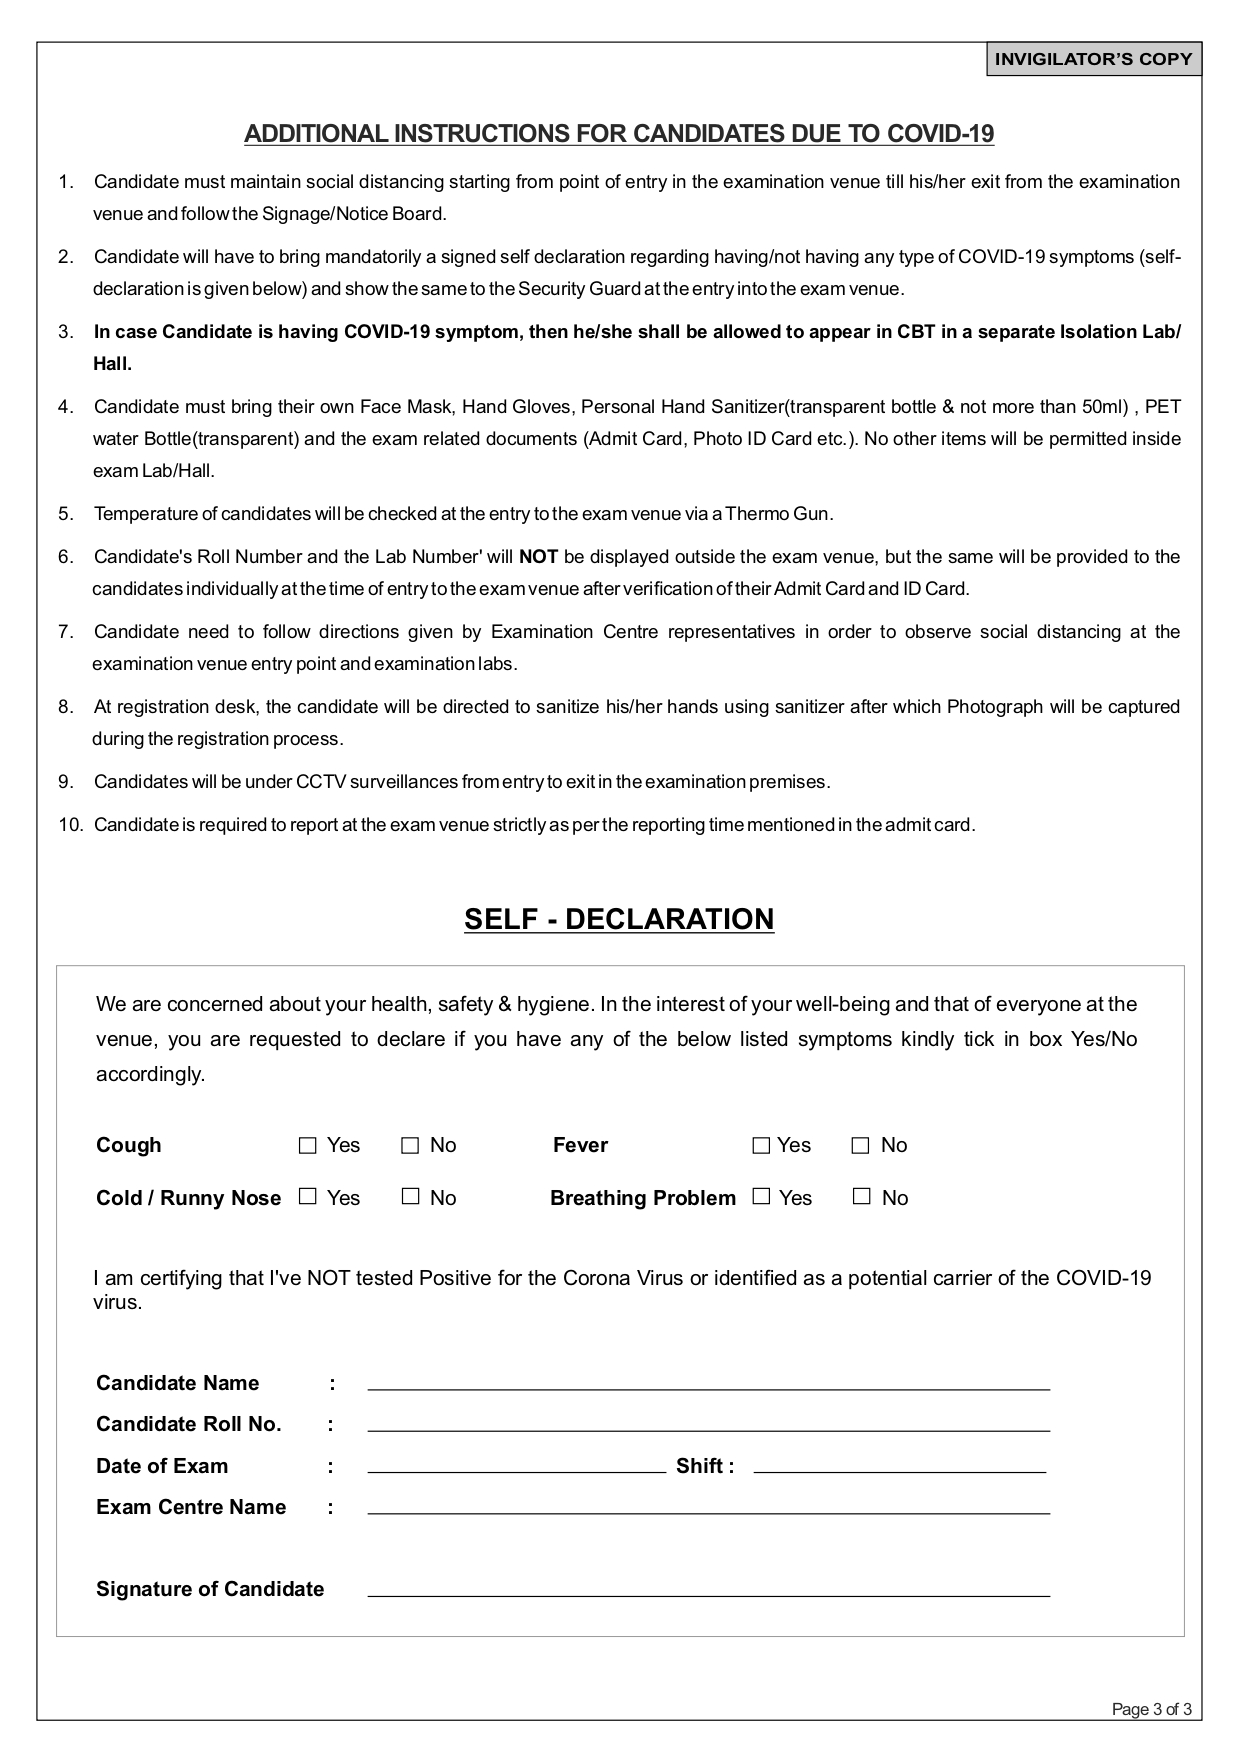 INVIGILATOR’S COPY
ADDITIONAL INSTRUCTIONS FOR CANDIDATES DUE TO COVID-19
1. Candidate must maintain social distancing starting from point of entry in the examination venue till his/her exit from the examination
venue and follow the Signage/Notice Board.
2. Candidate will have to bring mandatorily a signed self declaration regarding having/not having any type of COVID-19 symptoms (self-
declaration is given below) and show the same to the Security Guard at the entry into the exam venue.
3. In case Candidate is having COVID-19 symptom, then he/she shall be allowed to appear in CBT in a separate Isolation Lab/
Hall.
4. Candidate must bring their own Face Mask, Hand Gloves, Personal Hand Sanitizer(transparent bottle & not more than 50ml) , PET
water Bottle(transparent) and the exam related documents (Admit Card, Photo ID Card etc.). No other items will be permitted inside
exam Lab/Hall.
5. Temperature of candidates will be checked at the entry to the exam venue via a Thermo Gun.
6. Candidate's Roll Number and the Lab Number' will NOT be displayed outside the exam venue, but the same will be provided to the
candidates individually at the time of entry to the exam venue after verification of their Admit Card and ID Card.
7. Candidate need to follow directions given by Examination Centre representatives in order to observe social distancing at the
examination venue entry point and examination labs.
8. At registration desk, the candidate will be directed to sanitize his/her hands using sanitizer after which Photograph will be captured
during the registration process.
9. Candidates will be under CCTV surveillances from entry to exit in the examination premises.
10. Candidate is required to report at the exam venue strictly as per the reporting time mentioned in the admit card.
SELF - DECLARATION
We are concerned about your health, safety & hygiene. In the interest of your well-being and that of everyone at the
venue, you are requested to declare if you have any of the below listed symptoms kindly tick in box Yes/No
accordingly.
Cough ☐ Yes ☐ No Fever ☐ Yes ☐ No
Cold / Runny Nose ☐ Yes ☐ No Breathing Problem ☐ Yes ☐ No
I am certifying that I've NOT tested Positive for the Corona Virus or identified as a potential carrier of the COVID-19
virus.
Candidate Name :
Candidate Roll No. :
Date of Exam : Shift :
Exam Centre Name :
Signature of Candidate
Page 3 of 3